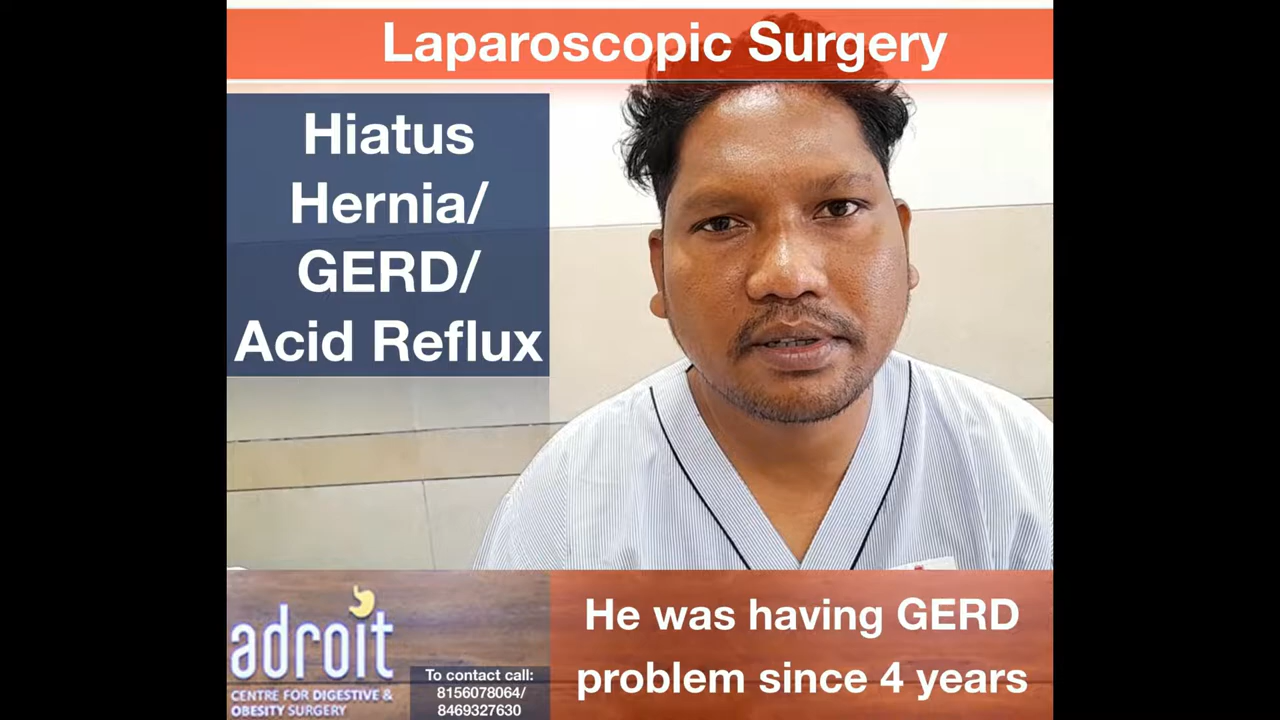 Laparoscopic Surgery
Hiatus
Hernia/
GERD/
Acid Reflux
adroit
CENTRE FOR DIGESTIVE &
OBESITY SURGERY
To contact call:
8156078064/
8469327630
He was having GERD
problem since 4 years